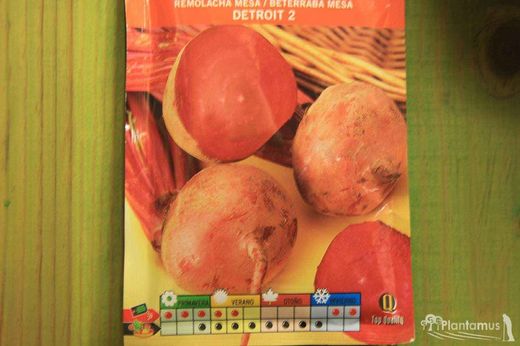 REMOLACHA MESA / BETERRABA MESA
DETROIT 2
PRIMAVERA VERANO OTOÑO INVIERNO
Q
Top Quality
Plantamus